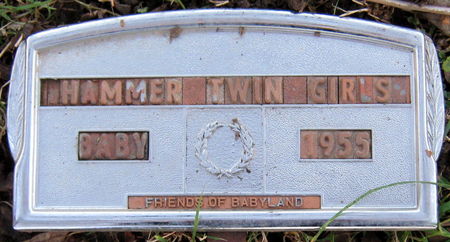 HAMMER TWIN GIRLS
BABY 1955
FRIENDS OF BABYLAND